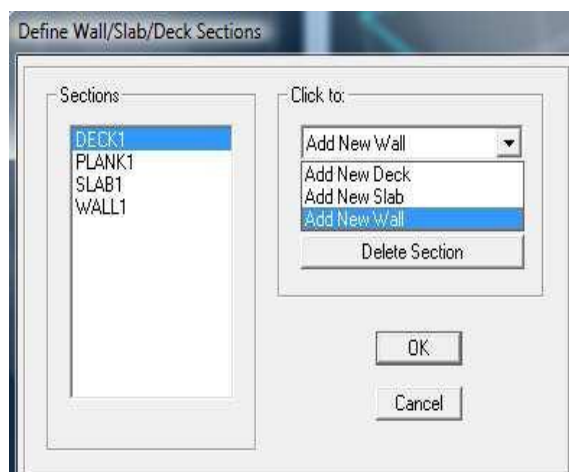 Define Wall/Slab/Deck Sections
Sections
DECK1
PLANK1
SLAB1
WALL1
Click to:
Add New Wall
Add New Deck
Add New Slab
Add New Wall
Delete Section
OK
Cancel